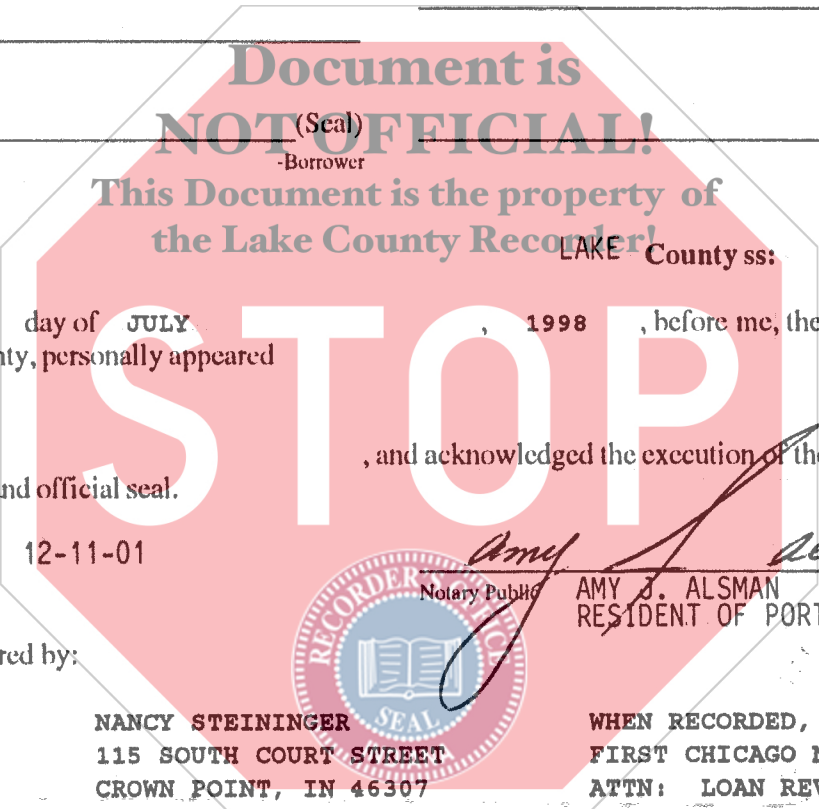 Document is
NOT OFFICIAL!
(Seal)
-Borrower
This Document is the property of
the Lake County Recorder!
LAKE County ss:
day of JULY , 1998 , before me, the
nty, personally appeared
STOP
, and acknowledged the execution of the
nd official seal.
12-11-01
Amy J.
Notary Public AMY J. ALSMAN
RESIDENT OF PORT
RECORDER'S OFFICE
SEAL
red by:
NANCY STEININGER
115 SOUTH COURT STREET
CROWN POINT, IN 46307
WHEN RECORDED,
FIRST CHICAGO
ATTN: LOAN REV